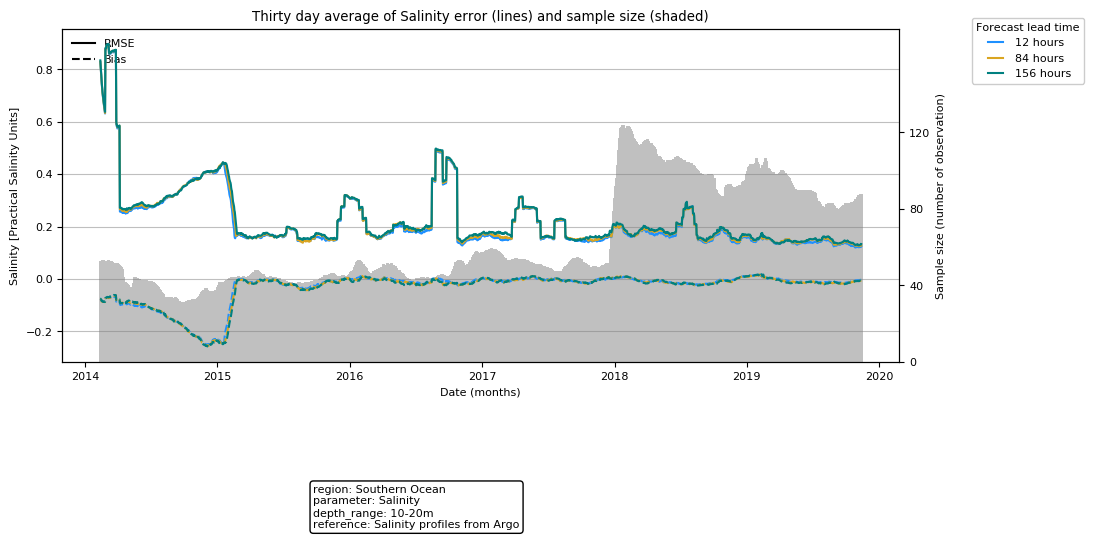 Thirty day average of Salinity error (lines) and sample size (shaded)
RMSE
Bias
Forecast lead time
12 hours
84 hours
156 hours
Salinity [Practical Salinity Units]
0.8
0.6
0.4
0.2
0.0
−0.2
120
80
40
0
Sample size (number of observation)
2014 2015 2016 2017 2018 2019 2020
Date (months)
region: Southern Ocean
parameter: Salinity
depth_range: 10-20m
reference: Salinity profiles from Argo